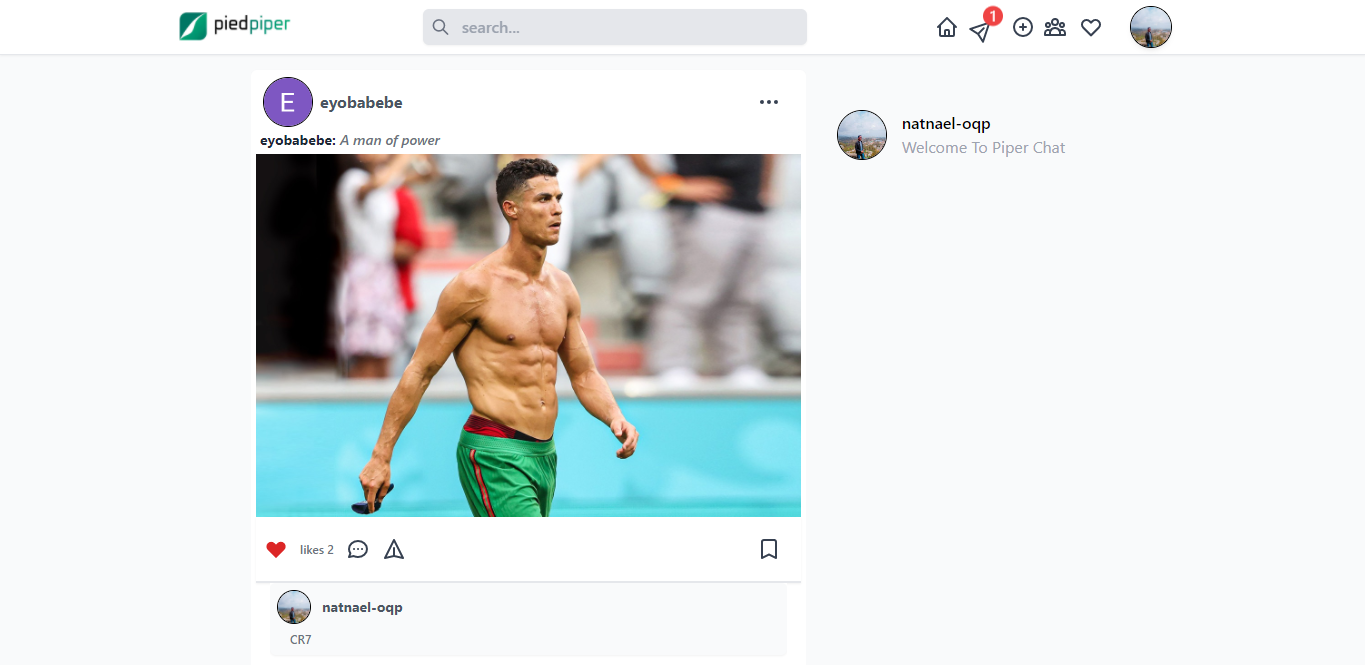 piedpiper
search...
1
E
eyobabebe
eyobabebe: A man of power
natnael-oqp
Welcome To Piper Chat
likes 2
natnael-oqp
CR7